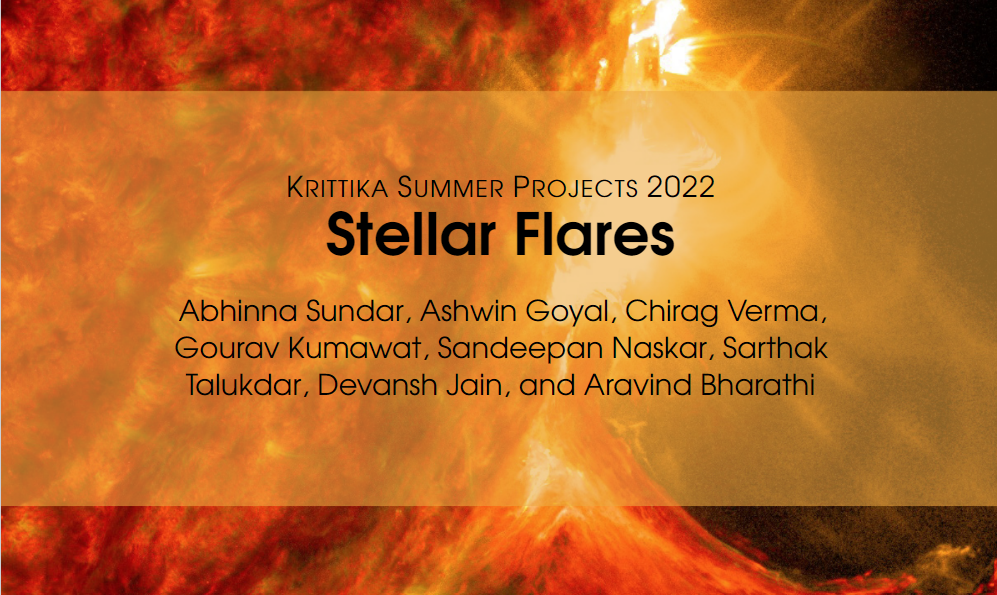 Krittika Summer Projects 2022
Stellar Flares
Abhinna Sundar, Ashwin Goyal, Chirag Verma,
Gourav Kumawat, Sandeepan Naskar, Sarthak
Talukdar, Devansh Jain, and Aravind Bharathi